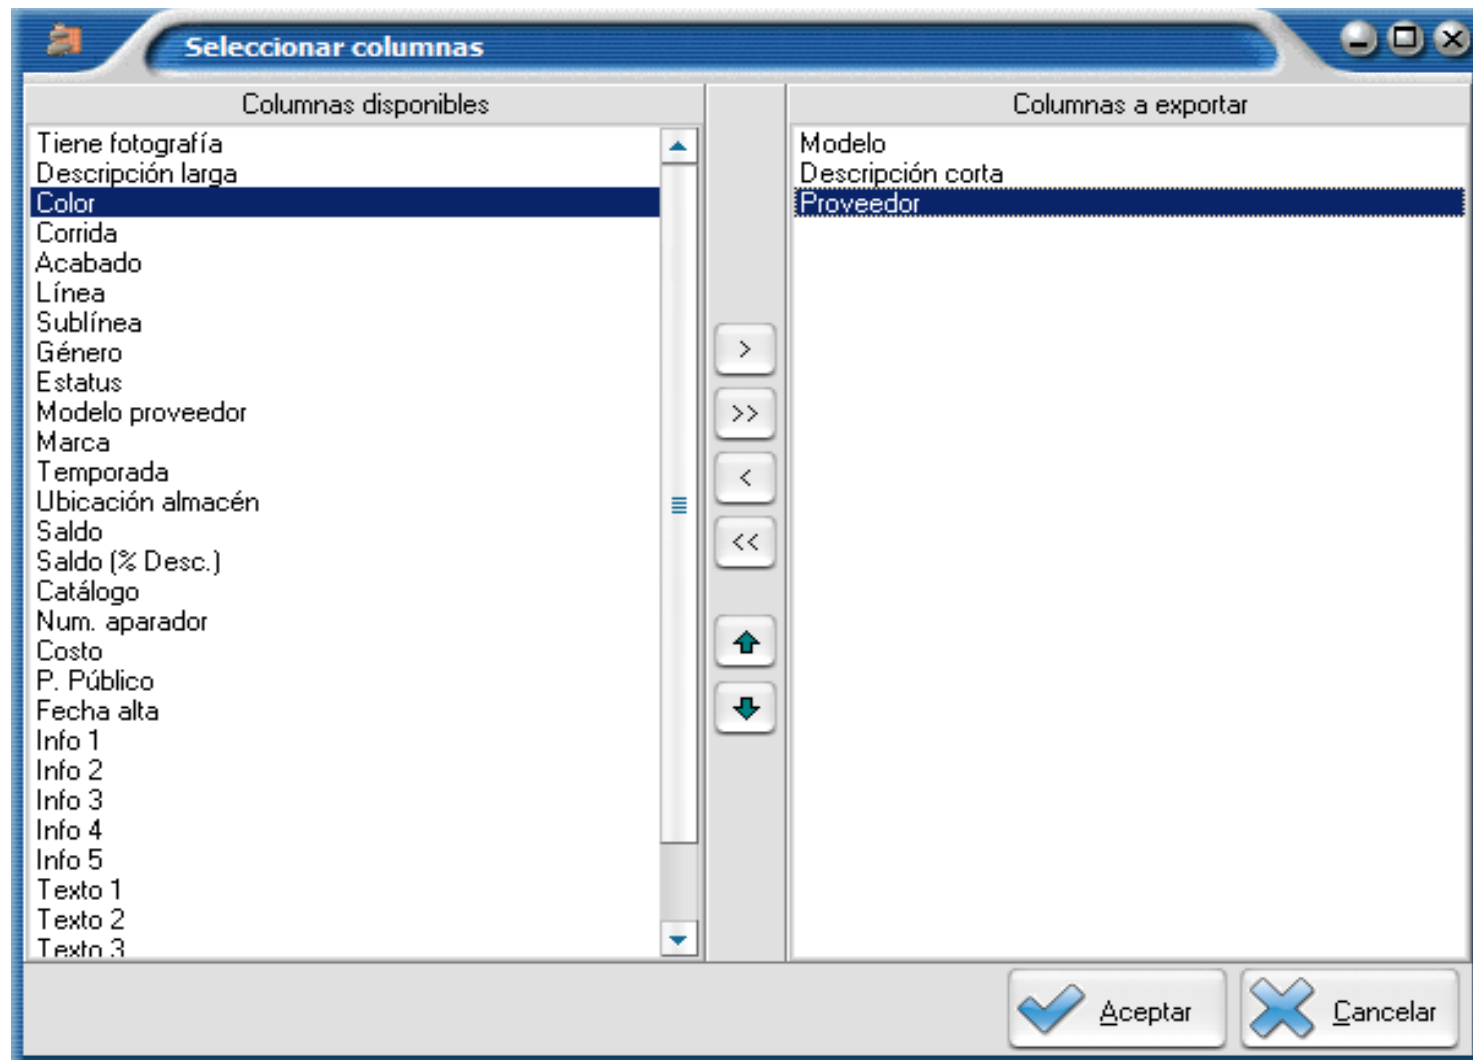 Seleccionar columnas
Columnas disponibles
Tiene fotografía
Descripción larga
Color
Corrida
Acabado
Línea
Sublínea
Género
Estatus
Modelo proveedor
Marca
Temporada
Ubicación almacén
Saldo
Saldo (% Desc.)
Catálogo
Num. aparador
Costo
P. Público
Fecha alta
Info 1
Info 2
Info 3
Info 4
Info 5
Texto 1
Texto 2
Texto 3
>
>>
<
<<
Columnas a exportar
Modelo
Descripción corta
Proveedor
Aceptar
Cancelar